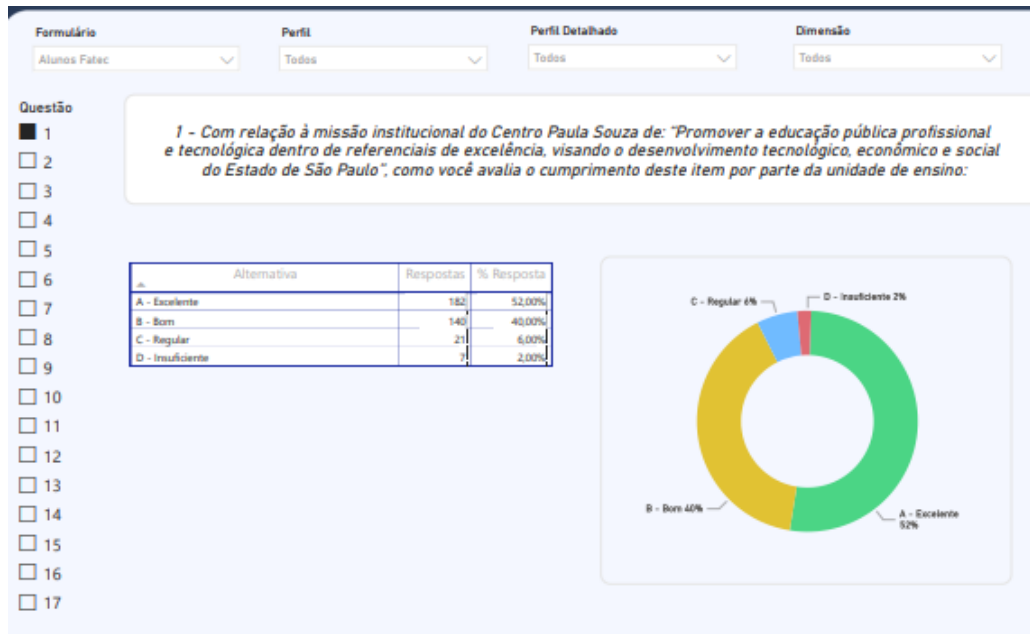 Formulário
Perfil
Perfil Detalhado
Dimensão
Alunos Fatec
Todos
Todos
Todos
Questão
1
2
3
4
5
6
7
8
9
10
11
12
13
14
15
16
17
1 - Com relação à missão institucional do Centro Paula Souza de: "Promover a educação pública profissional
e tecnológica dentro de referenciais de excelência, visando o desenvolvimento tecnológico, econômico e social
do Estado de São Paulo", como você avalia o cumprimento deste item por parte da unidade de ensino:
Alternativa Respostas % Resposta
A - Excelente 182 52,00%
B - Bom 140 40,00%
C - Regular 21 6,00%
D - Insuficiente 7 2,00%
C - Regular 6%
D - Insuficiente 2%
B - Bom 40%
A - Excelente
52%